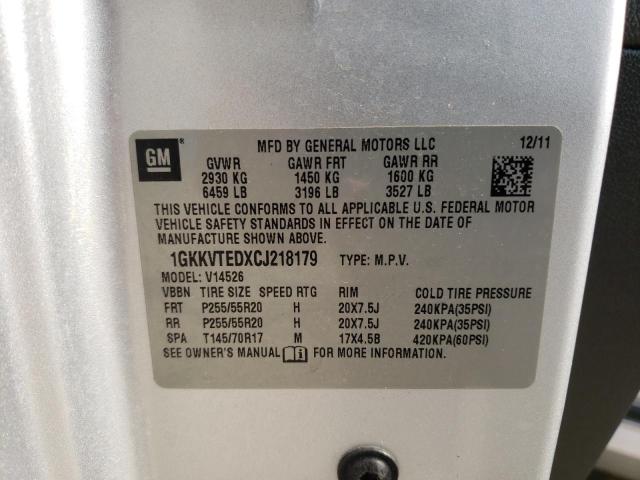 GM
®
MFD BY GENERAL MOTORS LLC 12/11
GVWR GAWR FRT GAWR RR
2930 KG 1450 KG 1600 KG
6459 LB 3196 LB 3527 LB
THIS VEHICLE CONFORMS TO ALL APPLICABLE U.S. FEDERAL MOTOR
VEHICLE SAFETY STANDARDS IN EFFECT ON THE DATE OF
MANUFACTURE SHOWN ABOVE.
1GKKVTEDXCJ218179 TYPE: M.P.V.
MODEL: V14526
VBBN TIRE SIZE SPEED RTG RIM COLD TIRE PRESSURE
FRT P255/55R20 H 20X7.5J 240KPA(35PSI)
RR P255/55R20 H 20X7.5J 240KPA(35PSI)
SPA T145/70R17 M 17X4.5B 420KPA(60PSI)
SEE OWNER'S MANUAL FOR MORE INFORMATION.